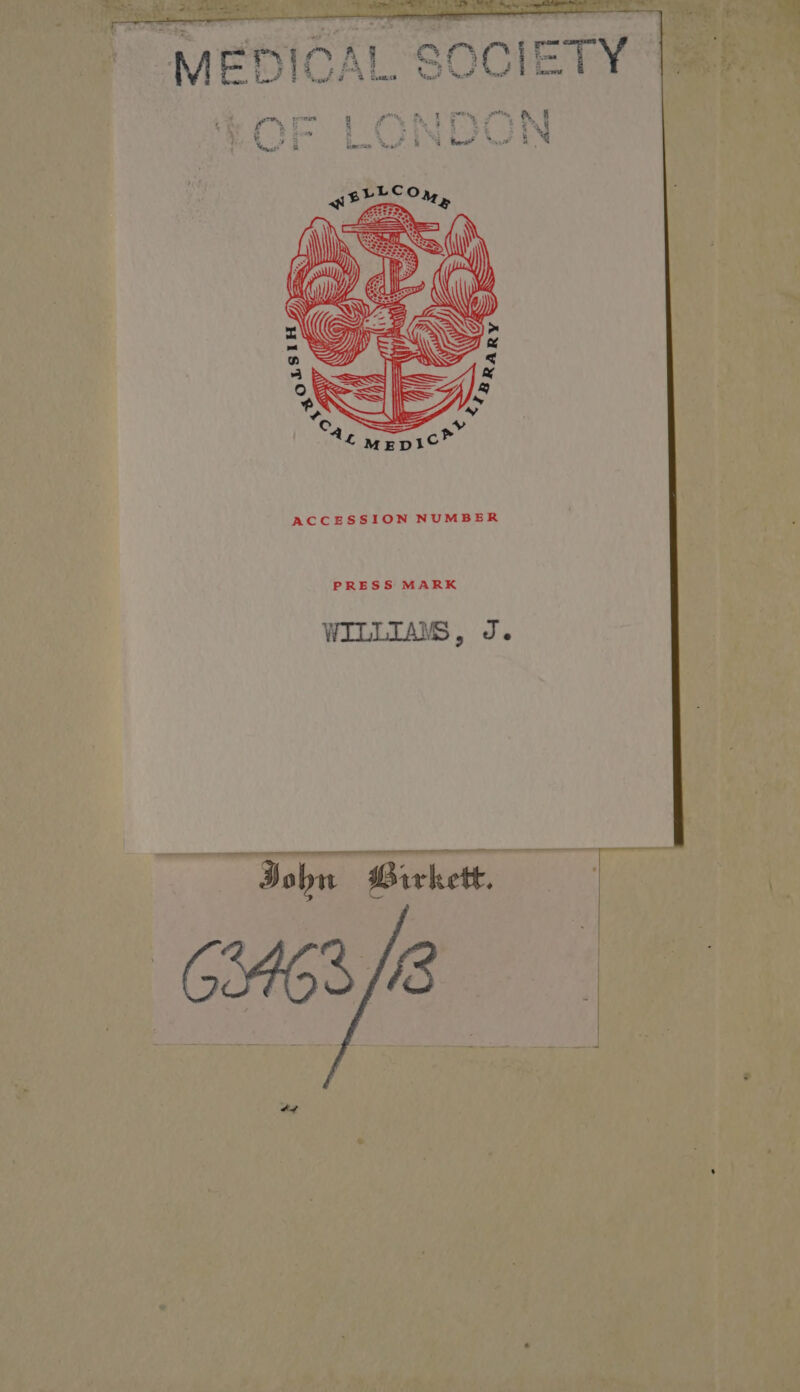 MEDICAL SOCIETY
OF LONDON
WELLCOME
HISTORICAL MEDICAL LIBRARY
ACCESSION NUMBER
PRESS MARK
WILLIAMS, J.
John Birkett.
63463/B